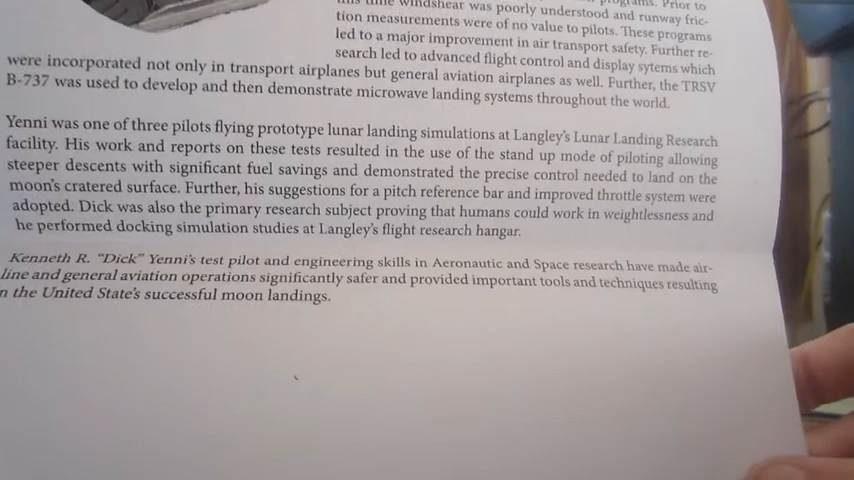 this time windshear was poorly understood and runway fric-
tion measurements were of no value to pilots. These programs
led to a major improvement in air transport safety. Further re-
search led to advanced flight control and display sytems which
were incorporated not only in transport airplanes but general aviation airplanes as well. Further, the TRSV
B-737 was used to develop and then demonstrate microwave landing systems throughout the world.
Yenni was one of three pilots flying prototype lunar landing simulations at Langley's Lunar Landing Research
facility. His work and reports on these tests resulted in the use of the stand up mode of piloting allowing
steeper descents with significant fuel savings and demonstrated the precise control needed to land on the
moon's cratered surface. Further, his suggestions for a pitch reference bar and improved throttle system were
adopted. Dick was also the primary research subject proving that humans could work in weightlessness and
he performed docking simulation studies at Langley's flight research hangar.
Kenneth R. "Dick" Yenni's test pilot and engineering skills in Aeronautic and Space research have made air-
line and general aviation operations significantly safer and provided important tools and techniques resulting
n the United State's successful moon landings.